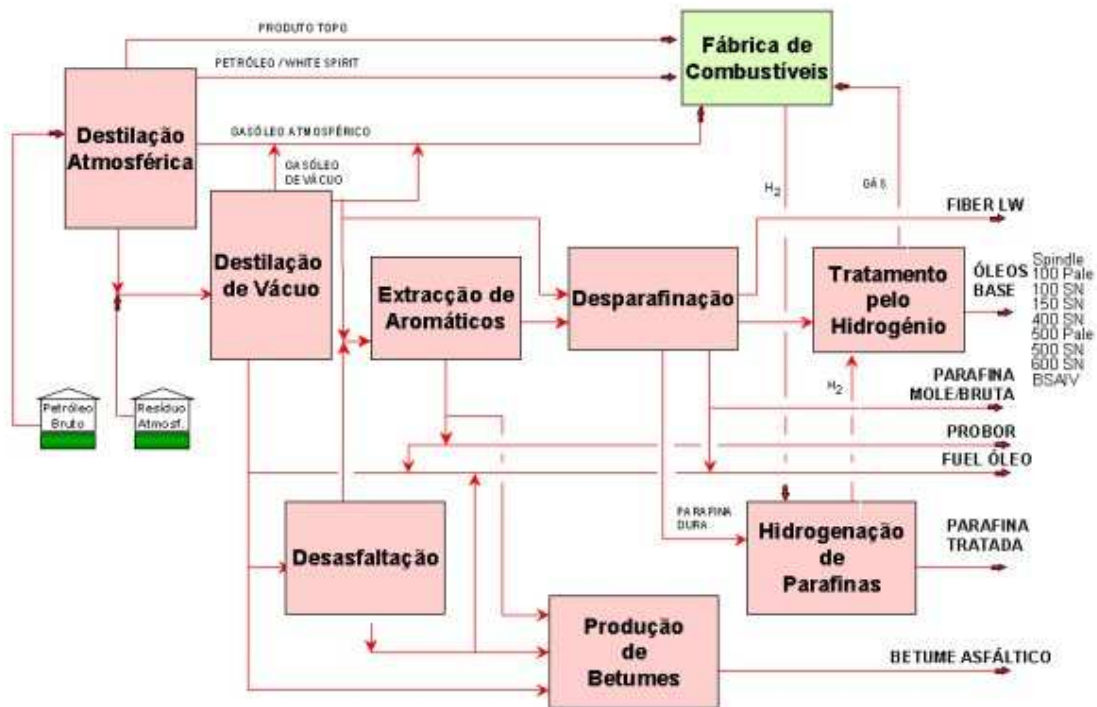 PRODUTO TOPO
PETRÓLEO / WHITE SPIRIT
Fábrica de
Combustíveis
Destilação
Atmosférica
GASÓLEO ATMOSFÉRICO
GASÓLEO
DE VÁCUO
H2
GÁS
FIBER LW
Destilação
de Vácuo
Extracção de
Aromáticos
Desparafinação
Tratamento
pelo
Hidrogénio
ÓLEOS
BASE
Spindle
100 Pale
100 SN
150 SN
400 SN
500 Pale
500 SN
600 SN
BSAIV
H2
PARAFINA
MOLE/BRUTA
Petróleo
Bruto
Resíduo
Atmosf.
PROBOR
FUEL ÓLEO
PARAFINA
DURA
Desasfaltação
Hidrogenação
de
Parafinas
PARAFINA
TRATADA
Produção
de
Betumes
BETUME ASFÁLTICO